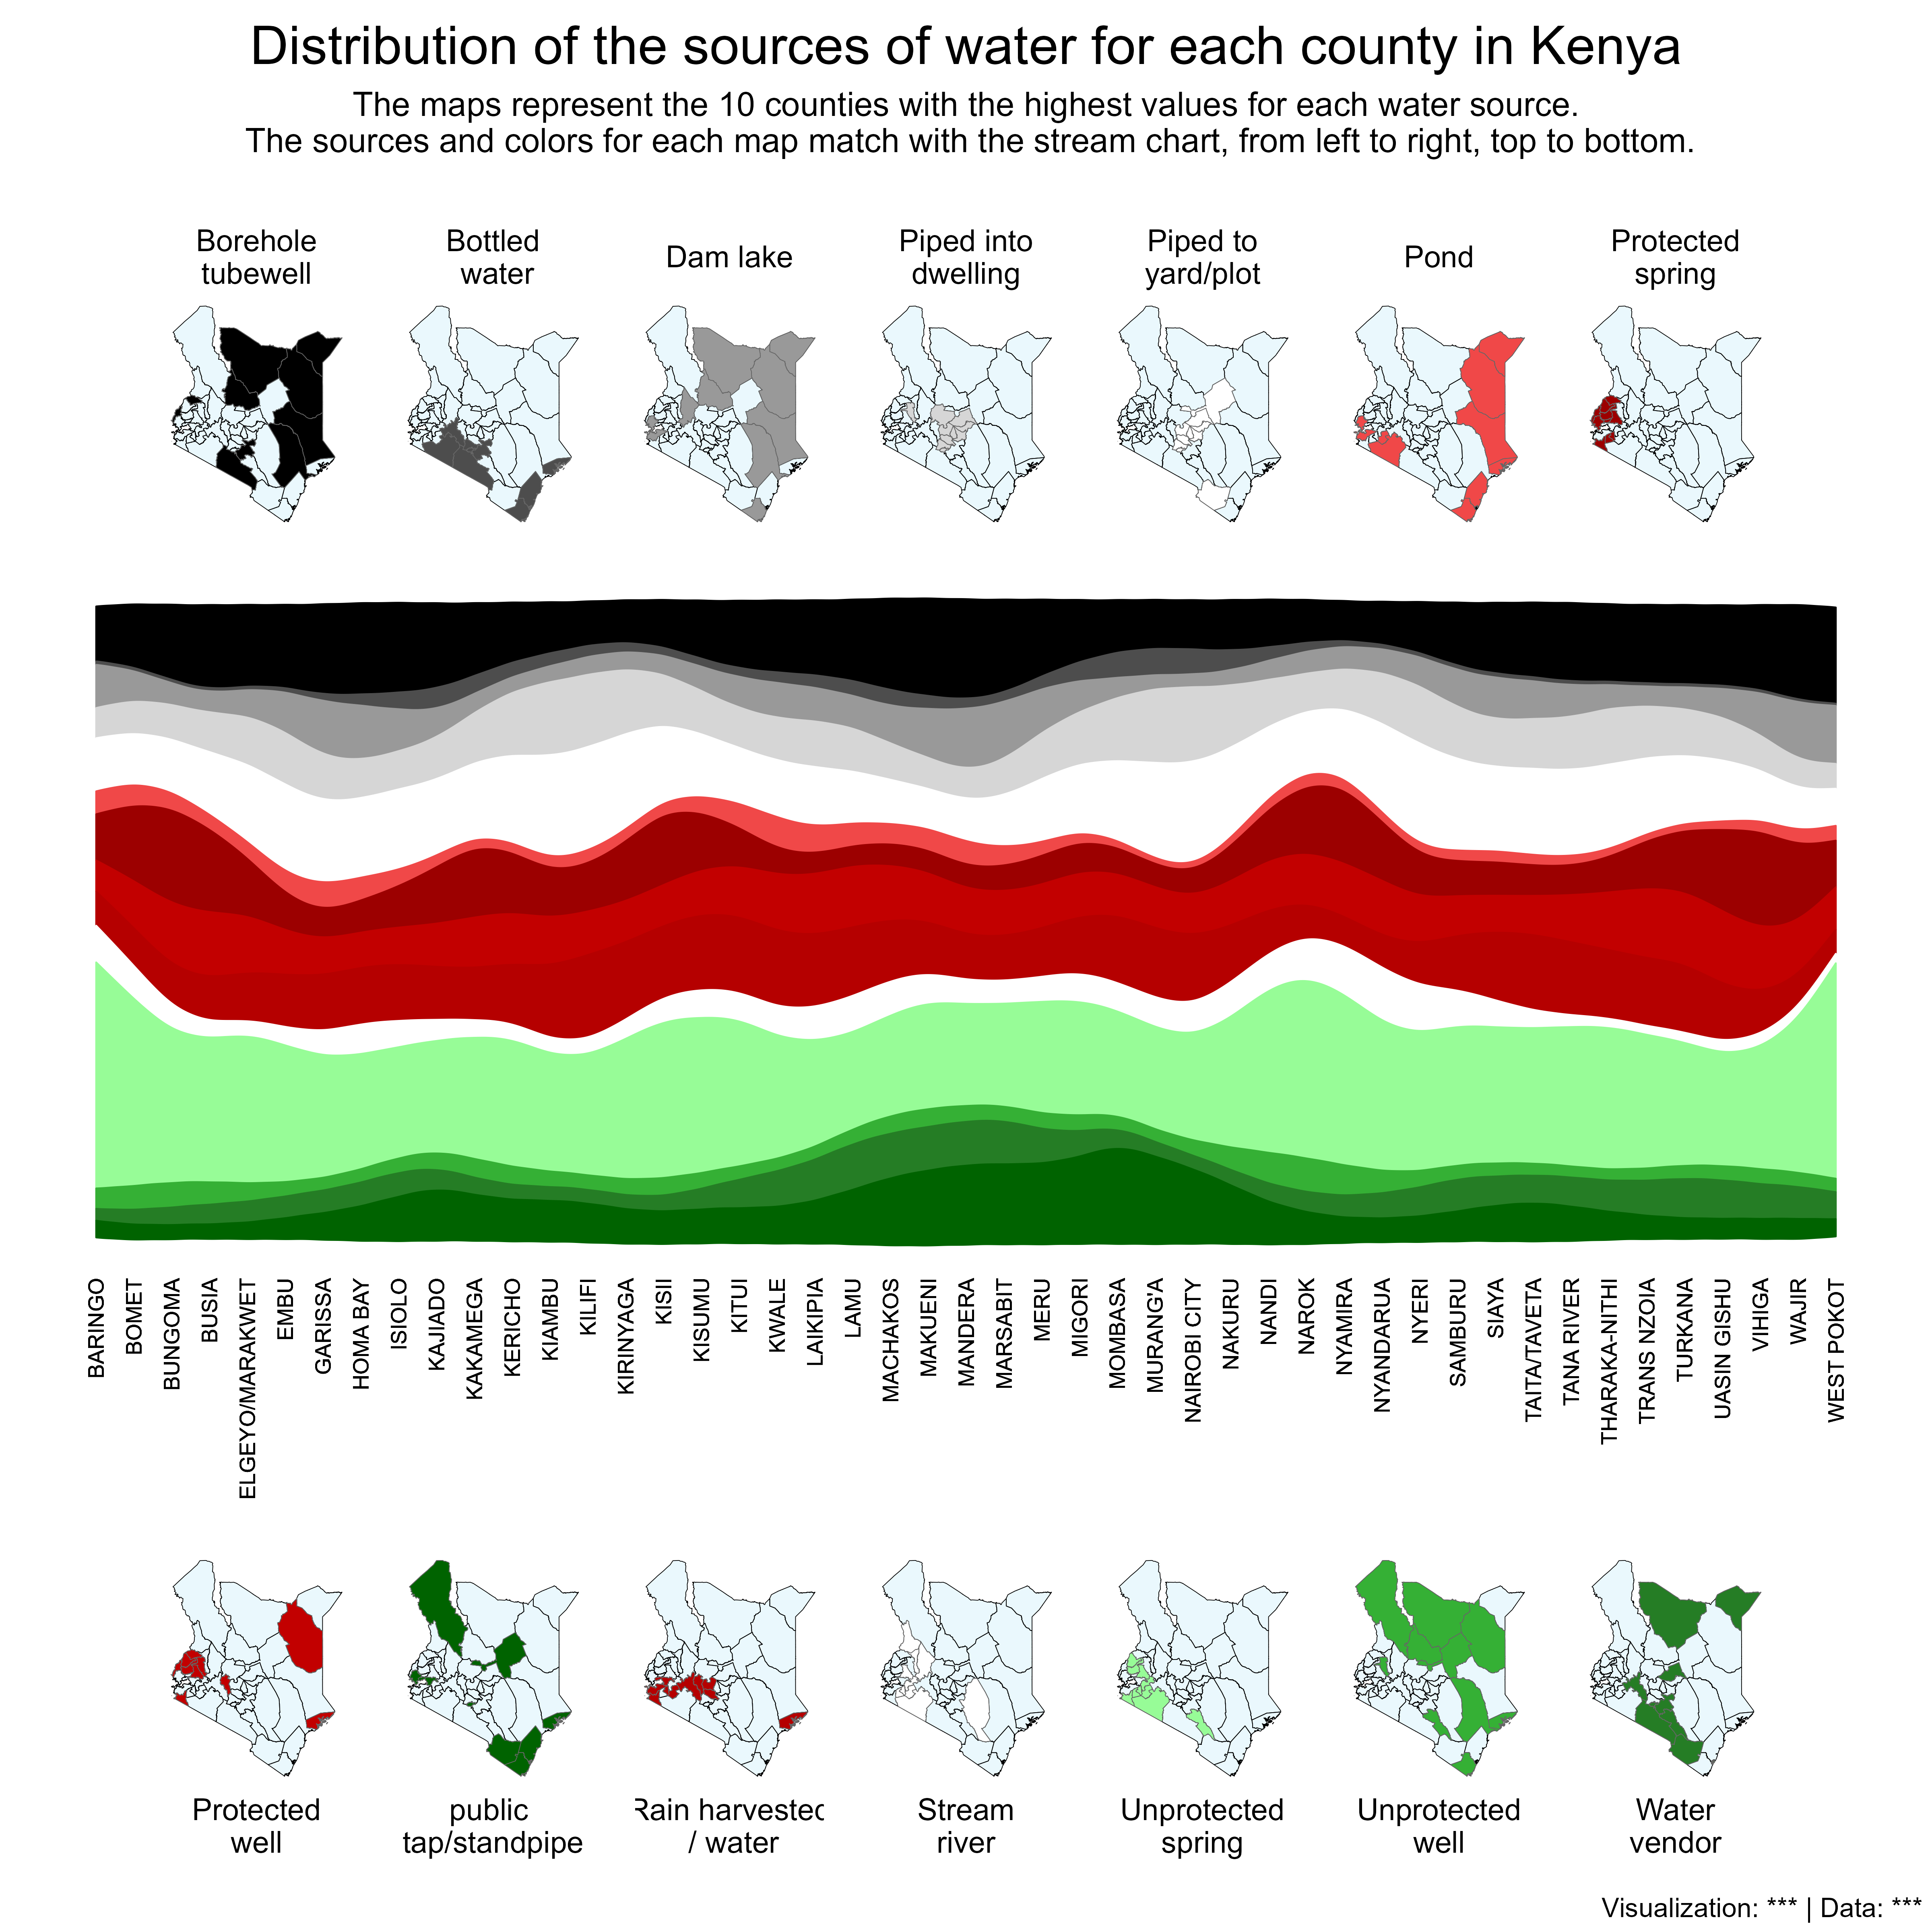 Distribution of the sources of water for each county in Kenya
The maps represent the 10 counties with the highest values for each water source.
The sources and colors for each map match with the stream chart, from left to right, top to bottom.
Borehole
tubewell
Bottled
water
Dam lake
Piped into
dwelling
Piped to
yard/plot
Pond
Protected
spring
BARINGO
BOMET
BUNGOMA
BUSIA
ELGEYO/MARAKWET
EMBU
GARISSA
HOMA BAY
ISIOLO
KAJIADO
KAKAMEGA
KERICHO
KIAMBU
KILIFI
KIRINYAGA
KISII
KISUMU
KITUI
KWALE
LAIKIPIA
LAMU
MACHAKOS
MAKUENI
MANDERA
MARSABIT
MERU
MIGORI
MOMBASA
MURANG'A
NAIROBI CITY
NAKURU
NANDI
NAROK
NYAMIRA
NYANDARUA
NYERI
SAMBURU
SIAYA
TAITA/TAVETA
TANA RIVER
THARAKA-NITHI
TRANS NZOIA
TURKANA
UASIN GISHU
VIHIGA
WAJIR
WEST POKOT
Protected
well
public
tap/standpipe
Rain harvested
/ water
Stream
river
Unprotected
spring
Unprotected
well
Water
vendor
Visualization: *** | Data: ***